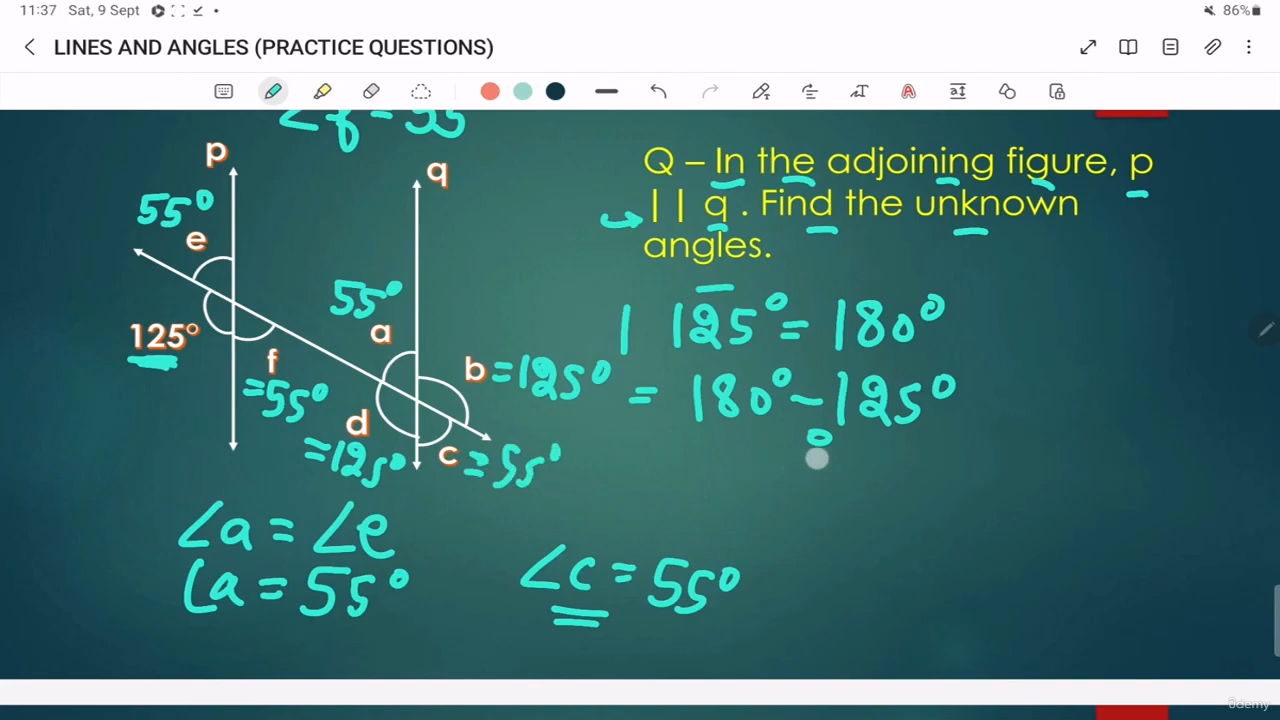 11:37 Sat, 9 Sept
86%
LINES AND ANGLES (PRACTICE QUESTIONS)
p
q
55°
e
125°
f
=55°
55°
a
b =125°
d
=125°
c =55°
Q – In the adjoining figure, p
|| q . Find the unknown
angles.
125° = 180°
= 180° – 125°
∠a = ∠e
∠a = 55°
∠c = 55°
ûdemy